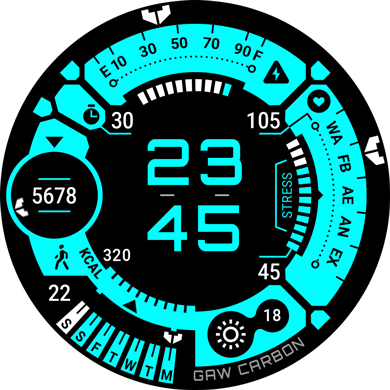 E 10 30 50 70 90 F
30
105
WA FB AE AN EX
23
45
5678
STRESS
KCAL 320
45
22
18
S S F T W T M
GAW CARBON